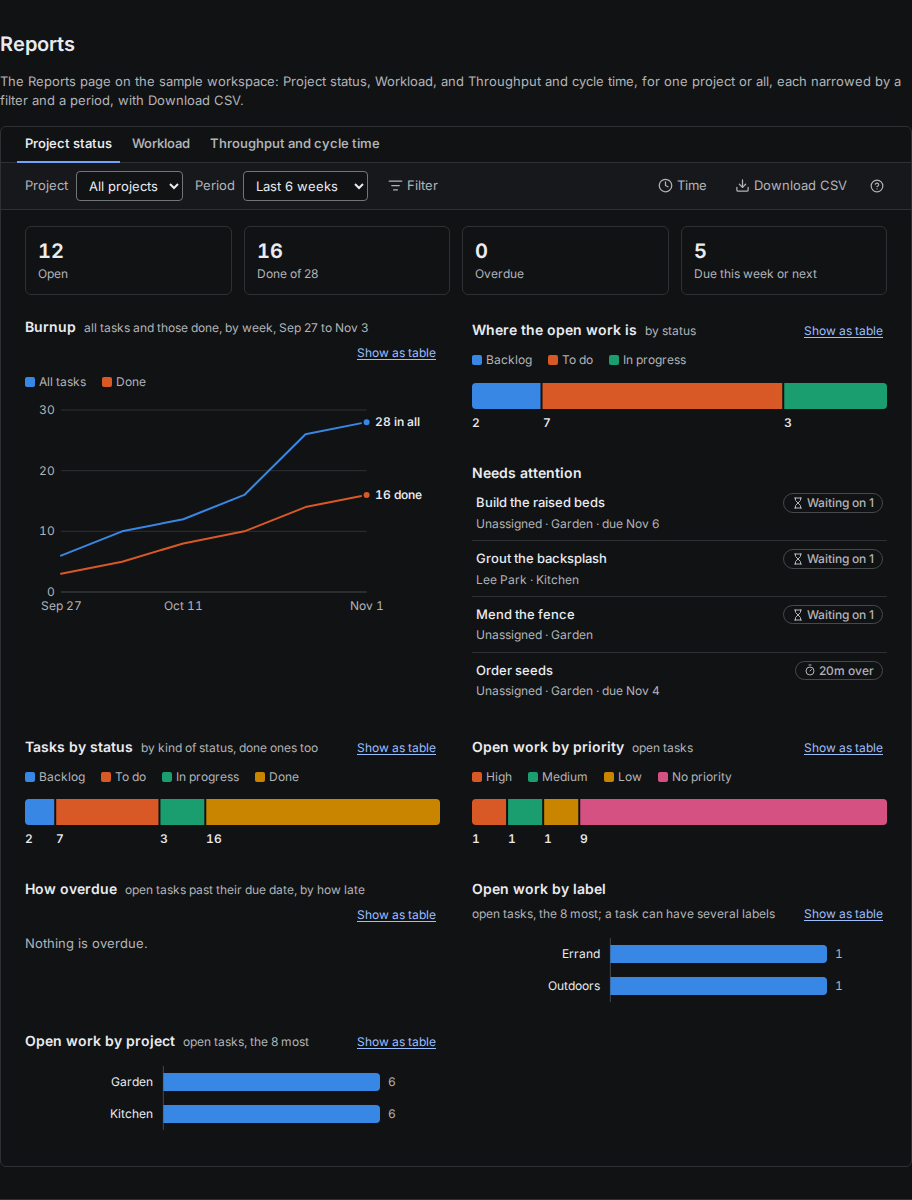 Reports
The Reports page on the sample workspace: Project status, Workload, and Throughput and cycle time, for one project or all, each narrowed by a
filter and a period, with Download CSV.
Project status Workload Throughput and cycle time
Project All projects Period Last 6 weeks Filter Time Download CSV
12
Open
16
Done of 28
0
Overdue
5
Due this week or next
Burnup all tasks and those done, by week, Sep 27 to Nov 3
Show as table
All tasks Done
30
20
10
0
28 in all
16 done
Sep 27 Oct 11 Nov 1
Where the open work is by status Show as table
Backlog To do In progress
2 7 3
Needs attention
Build the raised beds Waiting on 1
Unassigned · Garden · due Nov 6
Grout the backsplash Waiting on 1
Lee Park · Kitchen
Mend the fence Waiting on 1
Unassigned · Garden
Order seeds 20m over
Unassigned · Garden · due Nov 4
Tasks by status by kind of status, done ones too Show as table
Backlog To do In progress Done
2 7 3 16
Open work by priority open tasks Show as table
High Medium Low No priority
1 1 1 9
How overdue open tasks past their due date, by how late
Show as table
Nothing is overdue.
Open work by label
open tasks, the 8 most; a task can have several labels Show as table
Errand 1
Outdoors 1
Open work by project open tasks, the 8 most Show as table
Garden 6
Kitchen 6